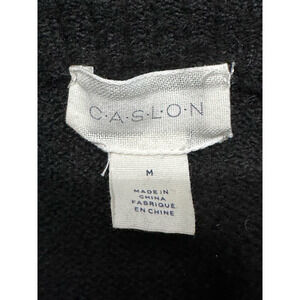 C·A·S·L·O·N
M
MADE IN
CHINA
FABRIQUÉ
EN CHINE